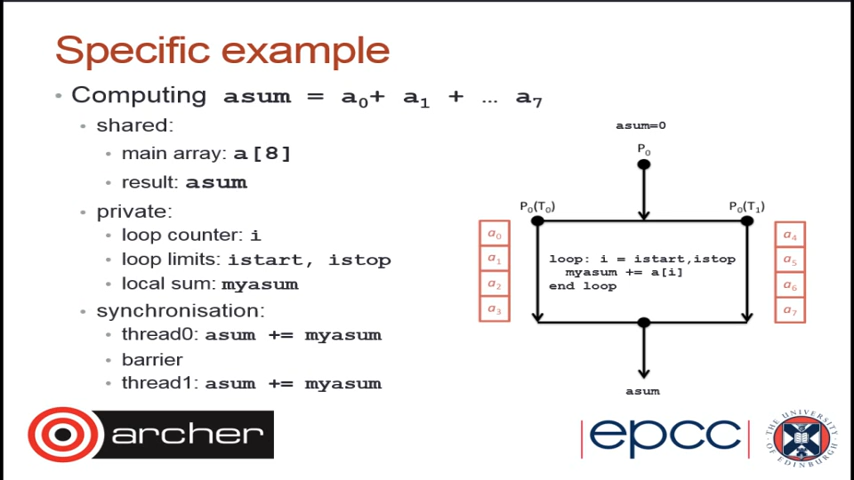 Specific example
• Computing asum = a0+ a1 + … a7
• shared:
• main array: a[8]
• result: asum
• private:
• loop counter: i
• loop limits: istart, istop
• local sum: myasum
• synchronisation:
• thread0: asum += myasum
• barrier
• thread1: asum += myasum
asum=0
P0
P0(T0)
P0(T1)
a0
a1
a2
a3
loop: i = istart,istop
myasum += a[i]
end loop
a4
a5
a6
a7
asum
archer
epcc
THE UNIVERSITY OF EDINBURGH